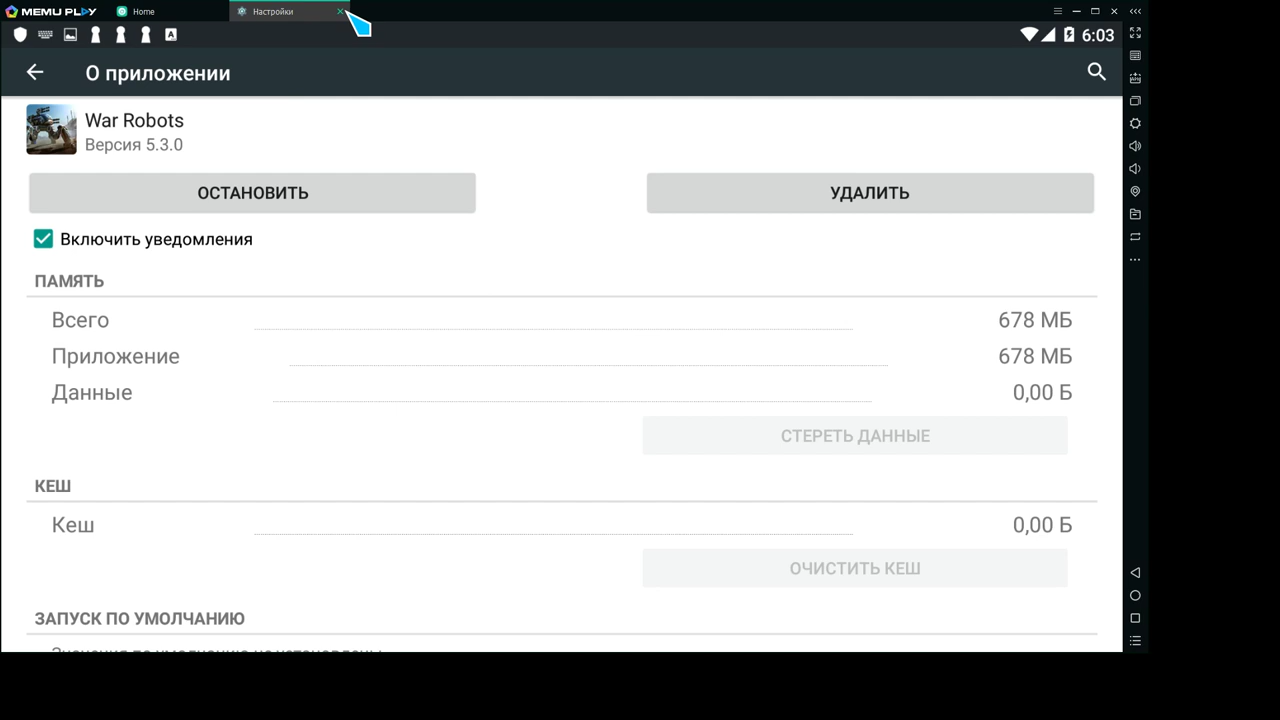 MEMU PLAY Home Настройки
A 6:03
О приложении
War Robots
Версия 5.3.0
ОСТАНОВИТЬ УДАЛИТЬ
Включить уведомления
ПАМЯТЬ
Всего 678 МБ
Приложение 678 МБ
Данные 0,00 Б
СТЕРЕТЬ ДАННЫЕ
КЕШ
Кеш 0,00 Б
ОЧИСТИТЬ КЕШ
ЗАПУСК ПО УМОЛЧАНИЮ